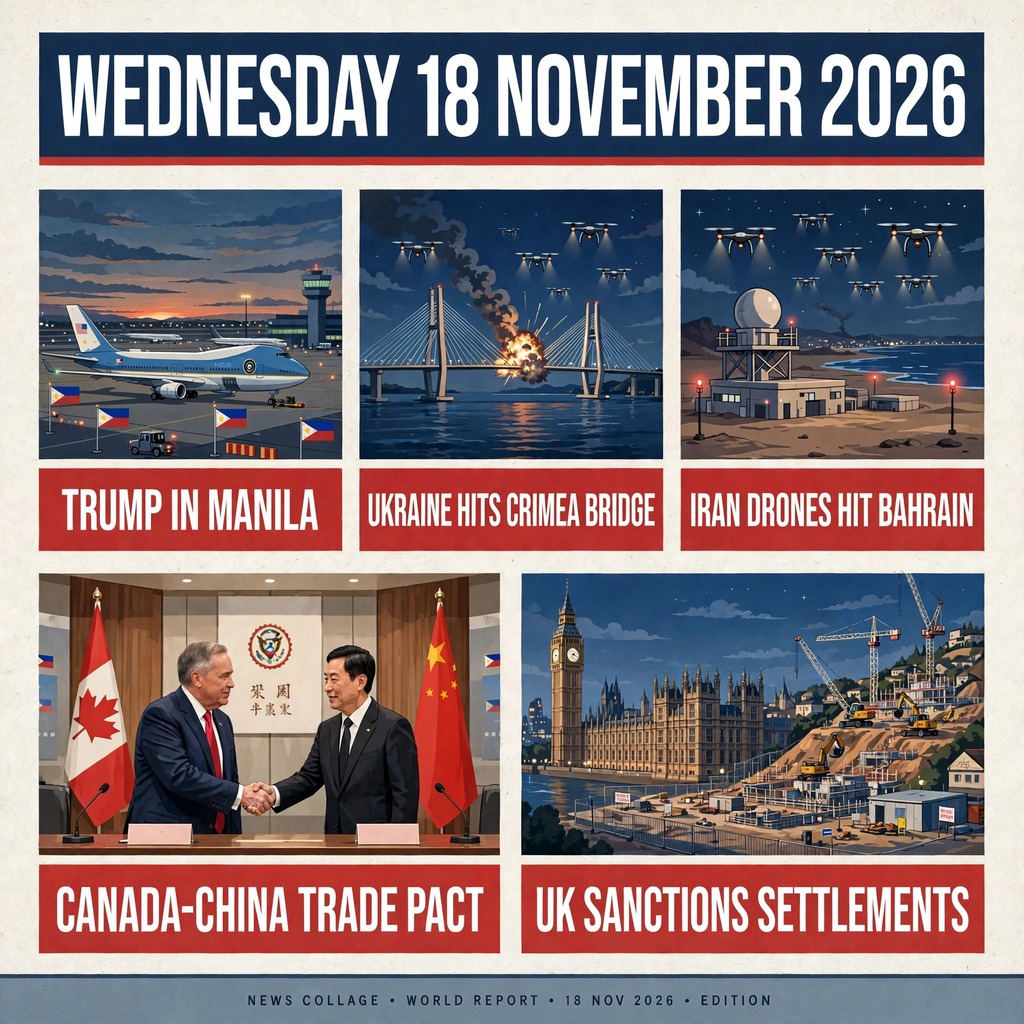 WEDNESDAY 18 NOVEMBER 2026
TRUMP IN MANILA
UKRAINE HITS CRIMEA BRIDGE
IRAN DRONES HIT BAHRAIN
CANADA-CHINA TRADE PACT
UK SANCTIONS SETTLEMENTS
NEWS COLLAGE • WORLD REPORT • 18 NOV 2026 • EDITION